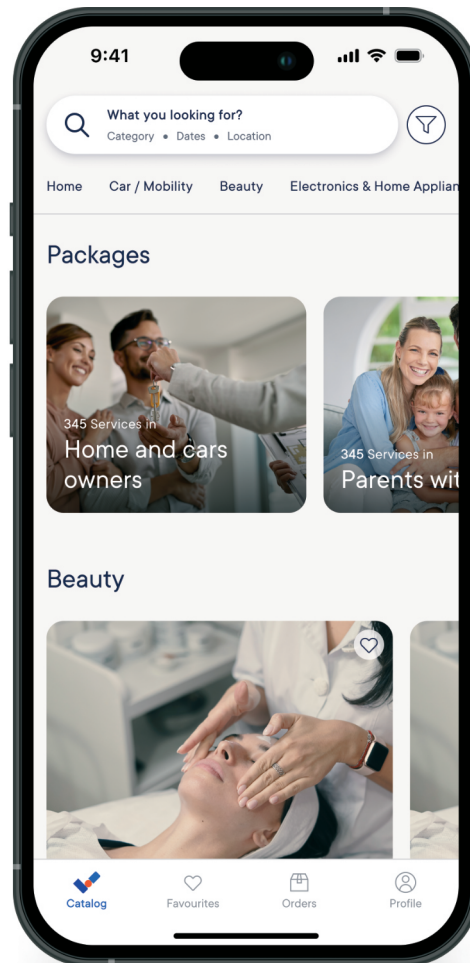 9:41
What you looking for?
Category • Dates • Location
Home Car / Mobility Beauty Electronics & Home Applian
Packages
345 Services in
Home and cars
owners
345 Services in
Parents wit
Beauty
Catalog Favourites Orders Profile